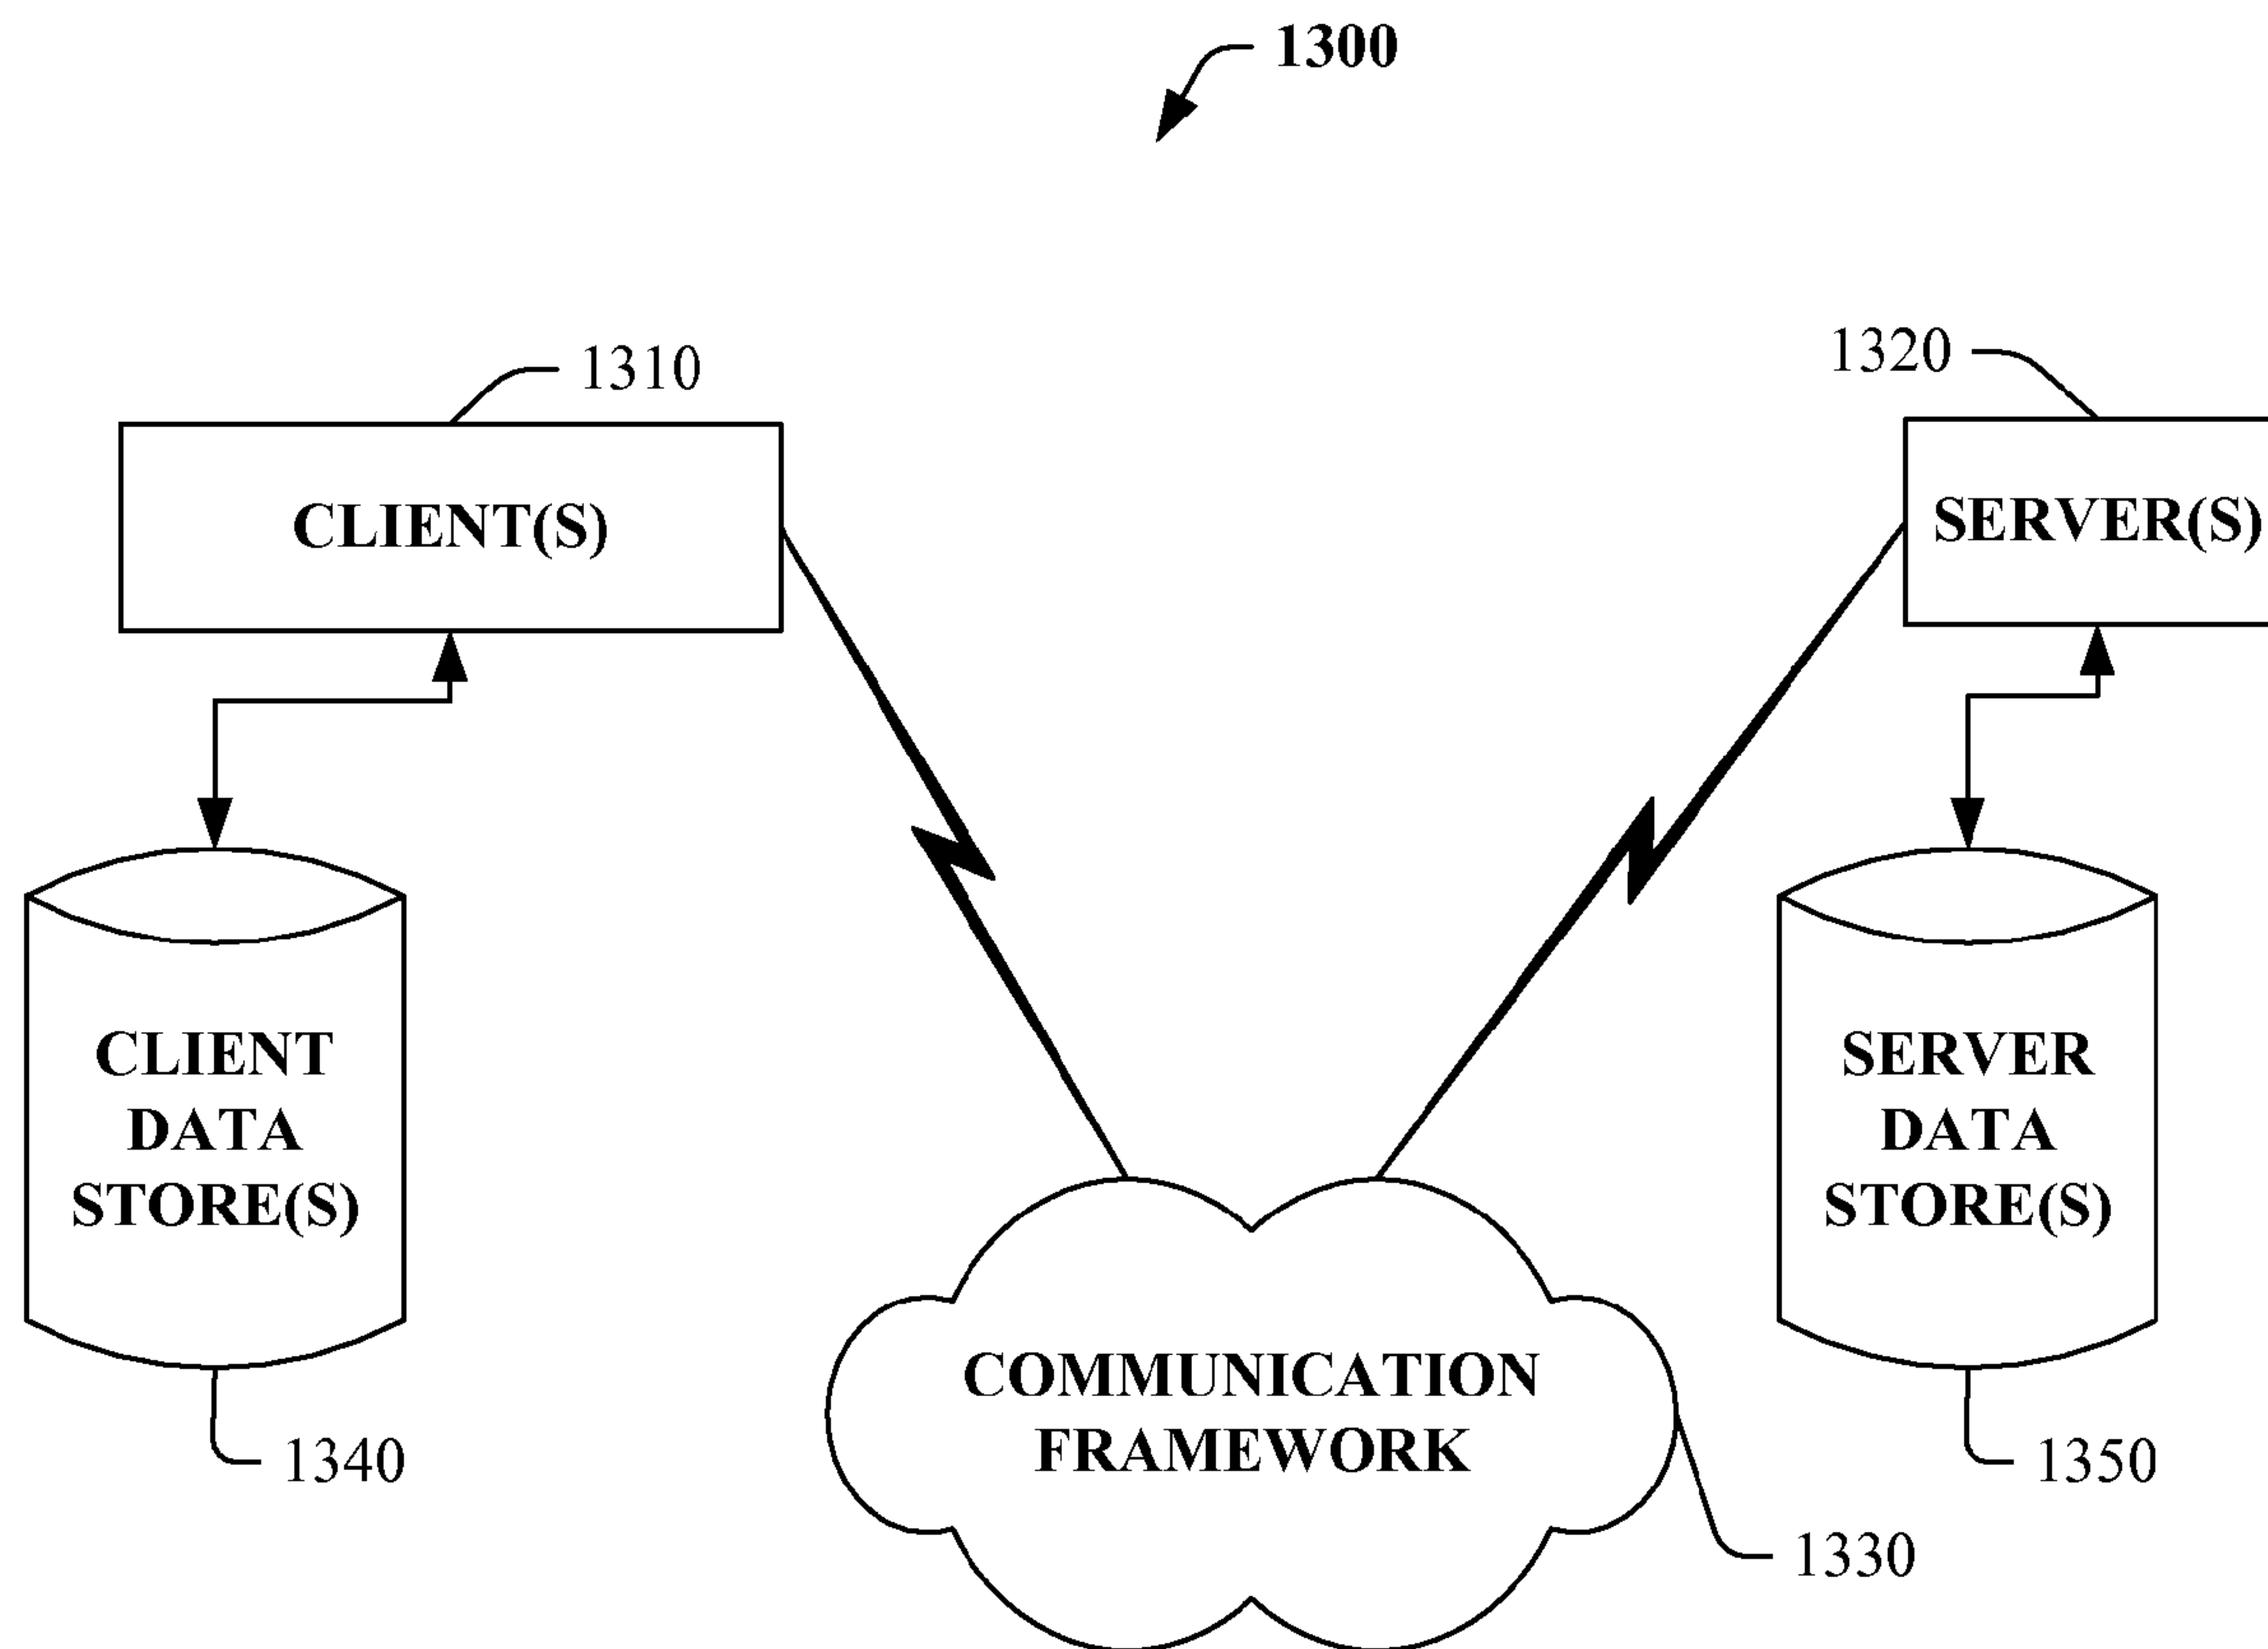 1300
1310
1320
CLIENT(S)
SERVER(S)
CLIENT
DATA
STORE(S)
SERVER
DATA
STORE(S)
COMMUNICATION
FRAMEWORK
1340
1350
1330